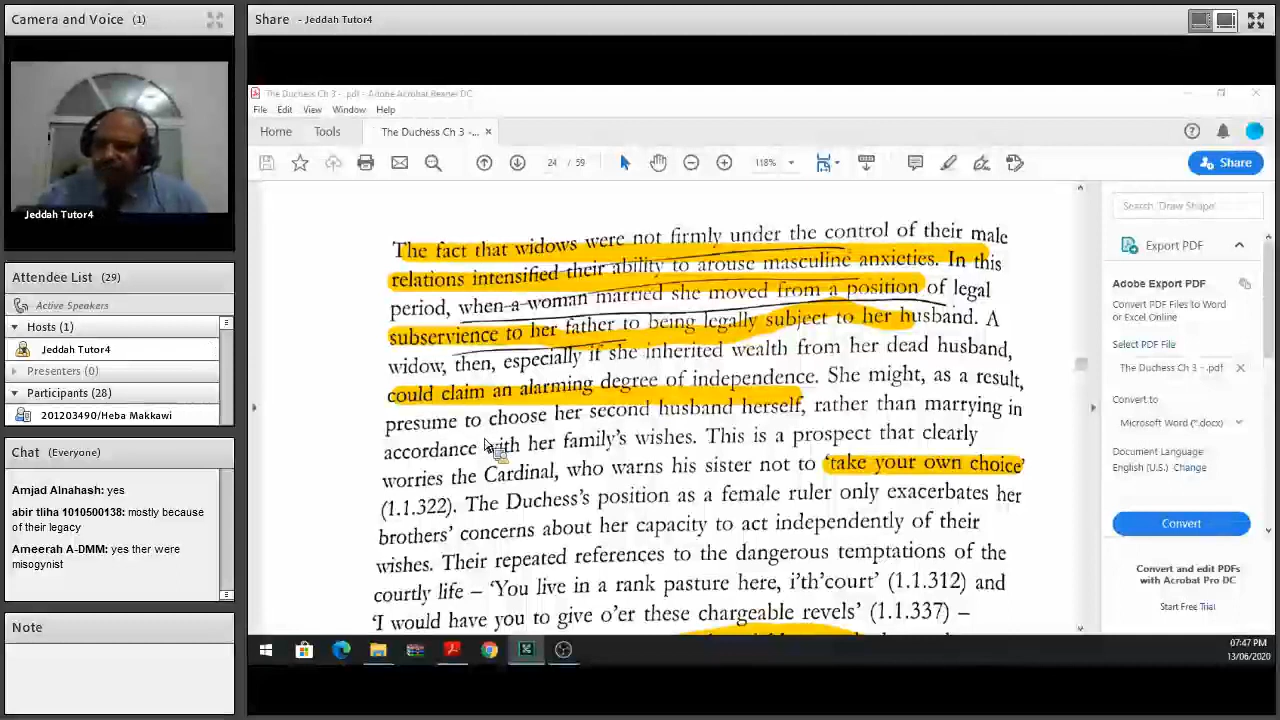 Camera and Voice (1)
Jeddah Tutor4
Attendee List (29)
Active Speakers
Hosts (1)
Jeddah Tutor4
Presenters (0)
Participants (28)
201203490/Heba Makkawi
Chat (Everyone)
Amjad Alnahash: yes
abir tliha 1010500138: mostly because
of their legacy
Ameerah A-DMM: yes ther were
misogynist
Note
Share - Jeddah Tutor4
The Duchess Ch 3 - .pdf - Adobe Acrobat Reader DC
File Edit View Window Help
Home Tools The Duchess Ch 3 -... ×
24 / 59
118%
Share
The fact that widows were not firmly under the control of their male
relations intensified their ability to arouse masculine anxieties. In this
period, when a woman married she moved from a position of legal
subservience to her father to being legally subject to her husband. A
widow, then, especially if she inherited wealth from her dead husband,
could claim an alarming degree of independence. She might, as a result,
presume to choose her second husband herself, rather than marrying in
accordance with her family's wishes. This is a prospect that clearly
worries the Cardinal, who warns his sister not to 'take your own choice'
(1.1.322). The Duchess's position as a female ruler only exacerbates her
brothers' concerns about her capacity to act independently of their
wishes. Their repeated references to the dangerous temptations of the
courtly life – 'You live in a rank pasture here, i'th'court' (1.1.312) and
'I would have you to give o'er these chargeable revels' (1.1.337) –
Search 'Draw Shape'
Export PDF
Adobe Export PDF
Convert PDF Files to Word
or Excel Online
Select PDF File
The Duchess Ch 3 - .pdf
Convert to
Microsoft Word (*.docx)
Document Language:
English (U.S.) Change
Convert
Convert and edit PDFs
with Acrobat Pro DC
Start Free Trial
07:47 PM
13/06/2020